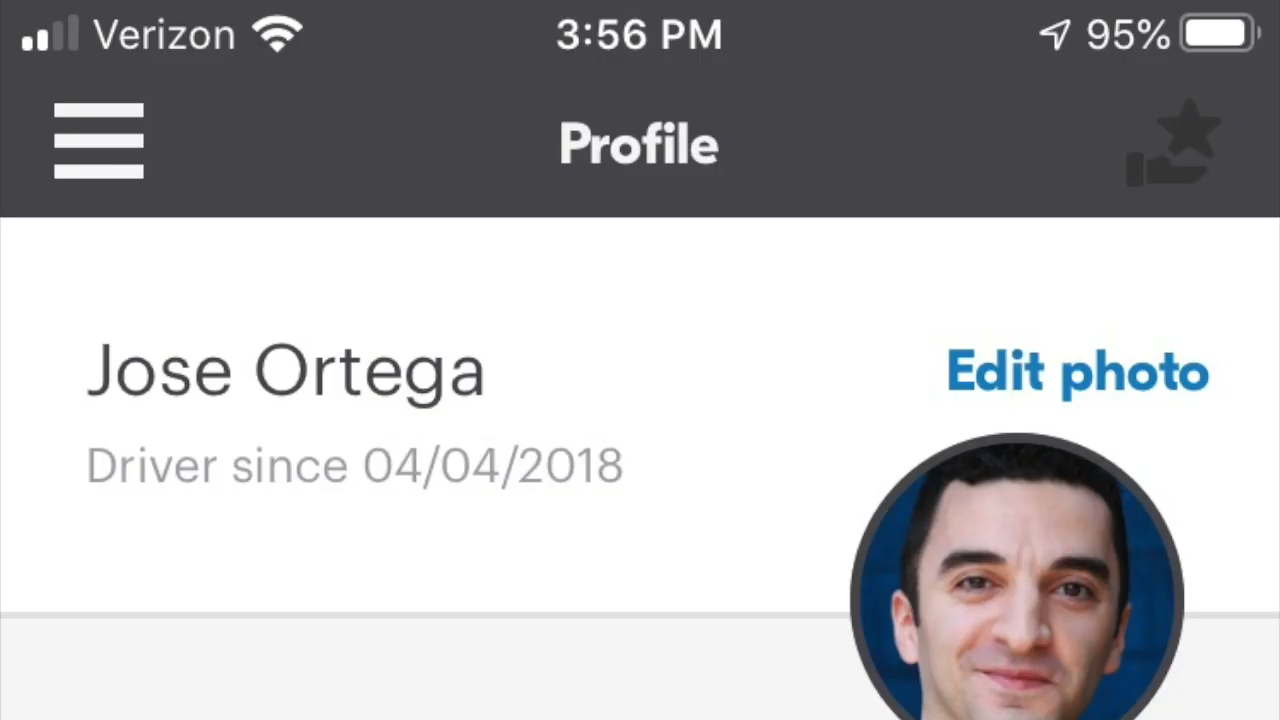 Verizon 3:56 PM 95%
Profile
Jose Ortega
Edit photo
Driver since 04/04/2018